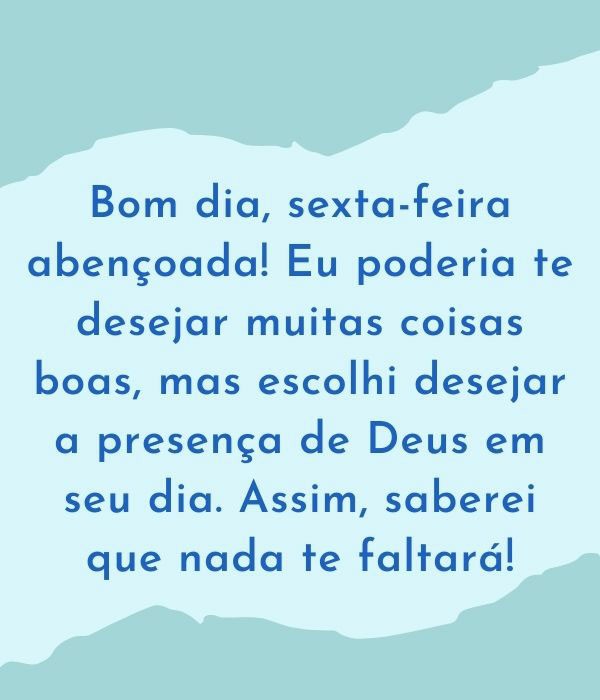 Bom dia, sexta-feira
abençoada! Eu poderia te
desejar muitas coisas
boas, mas escolhi desejar
a presença de Deus em
seu dia. Assim, saberei
que nada te faltará!